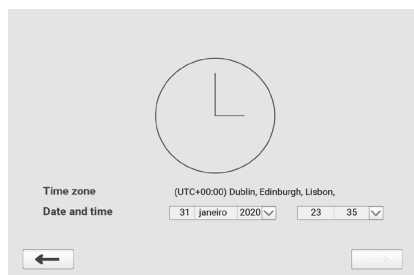 Time zone (UTC+00:00) Dublin, Edinburgh, Lisbon,
Date and time 31 janeiro 2020 23 35